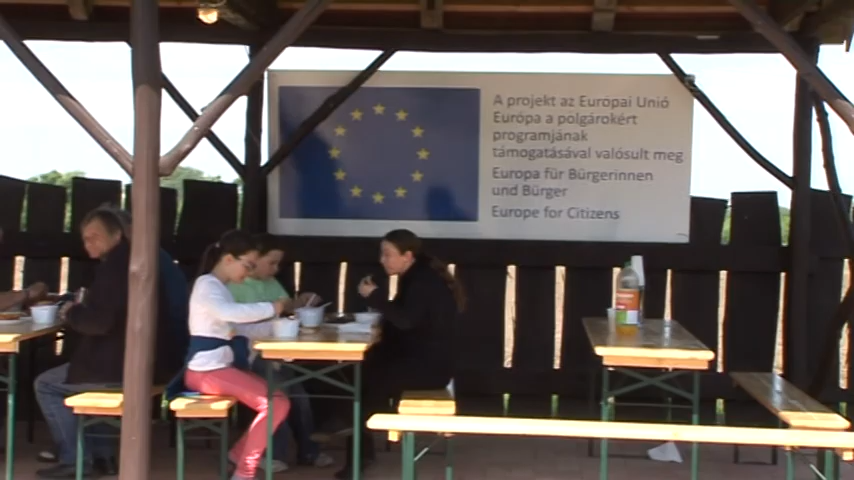 A projekt az Európai Unió
Európa a polgárokért
programjának
támogatásával valósult meg
Europa für Bürgerinnen
und Bürger
Europe for Citizens